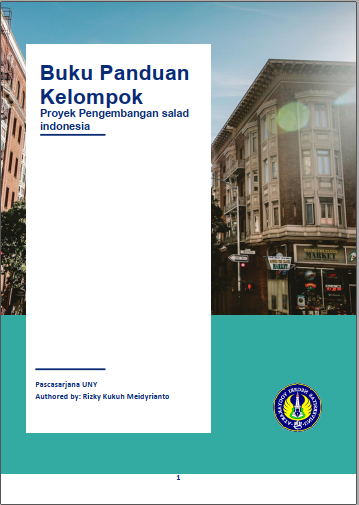 Buku Panduan
Kelompok
Proyek Pengembangan salad
indonesia
MARKET
Pascasarjana UNY
Authored by: Rizky Kukuh Meidyrianto
1